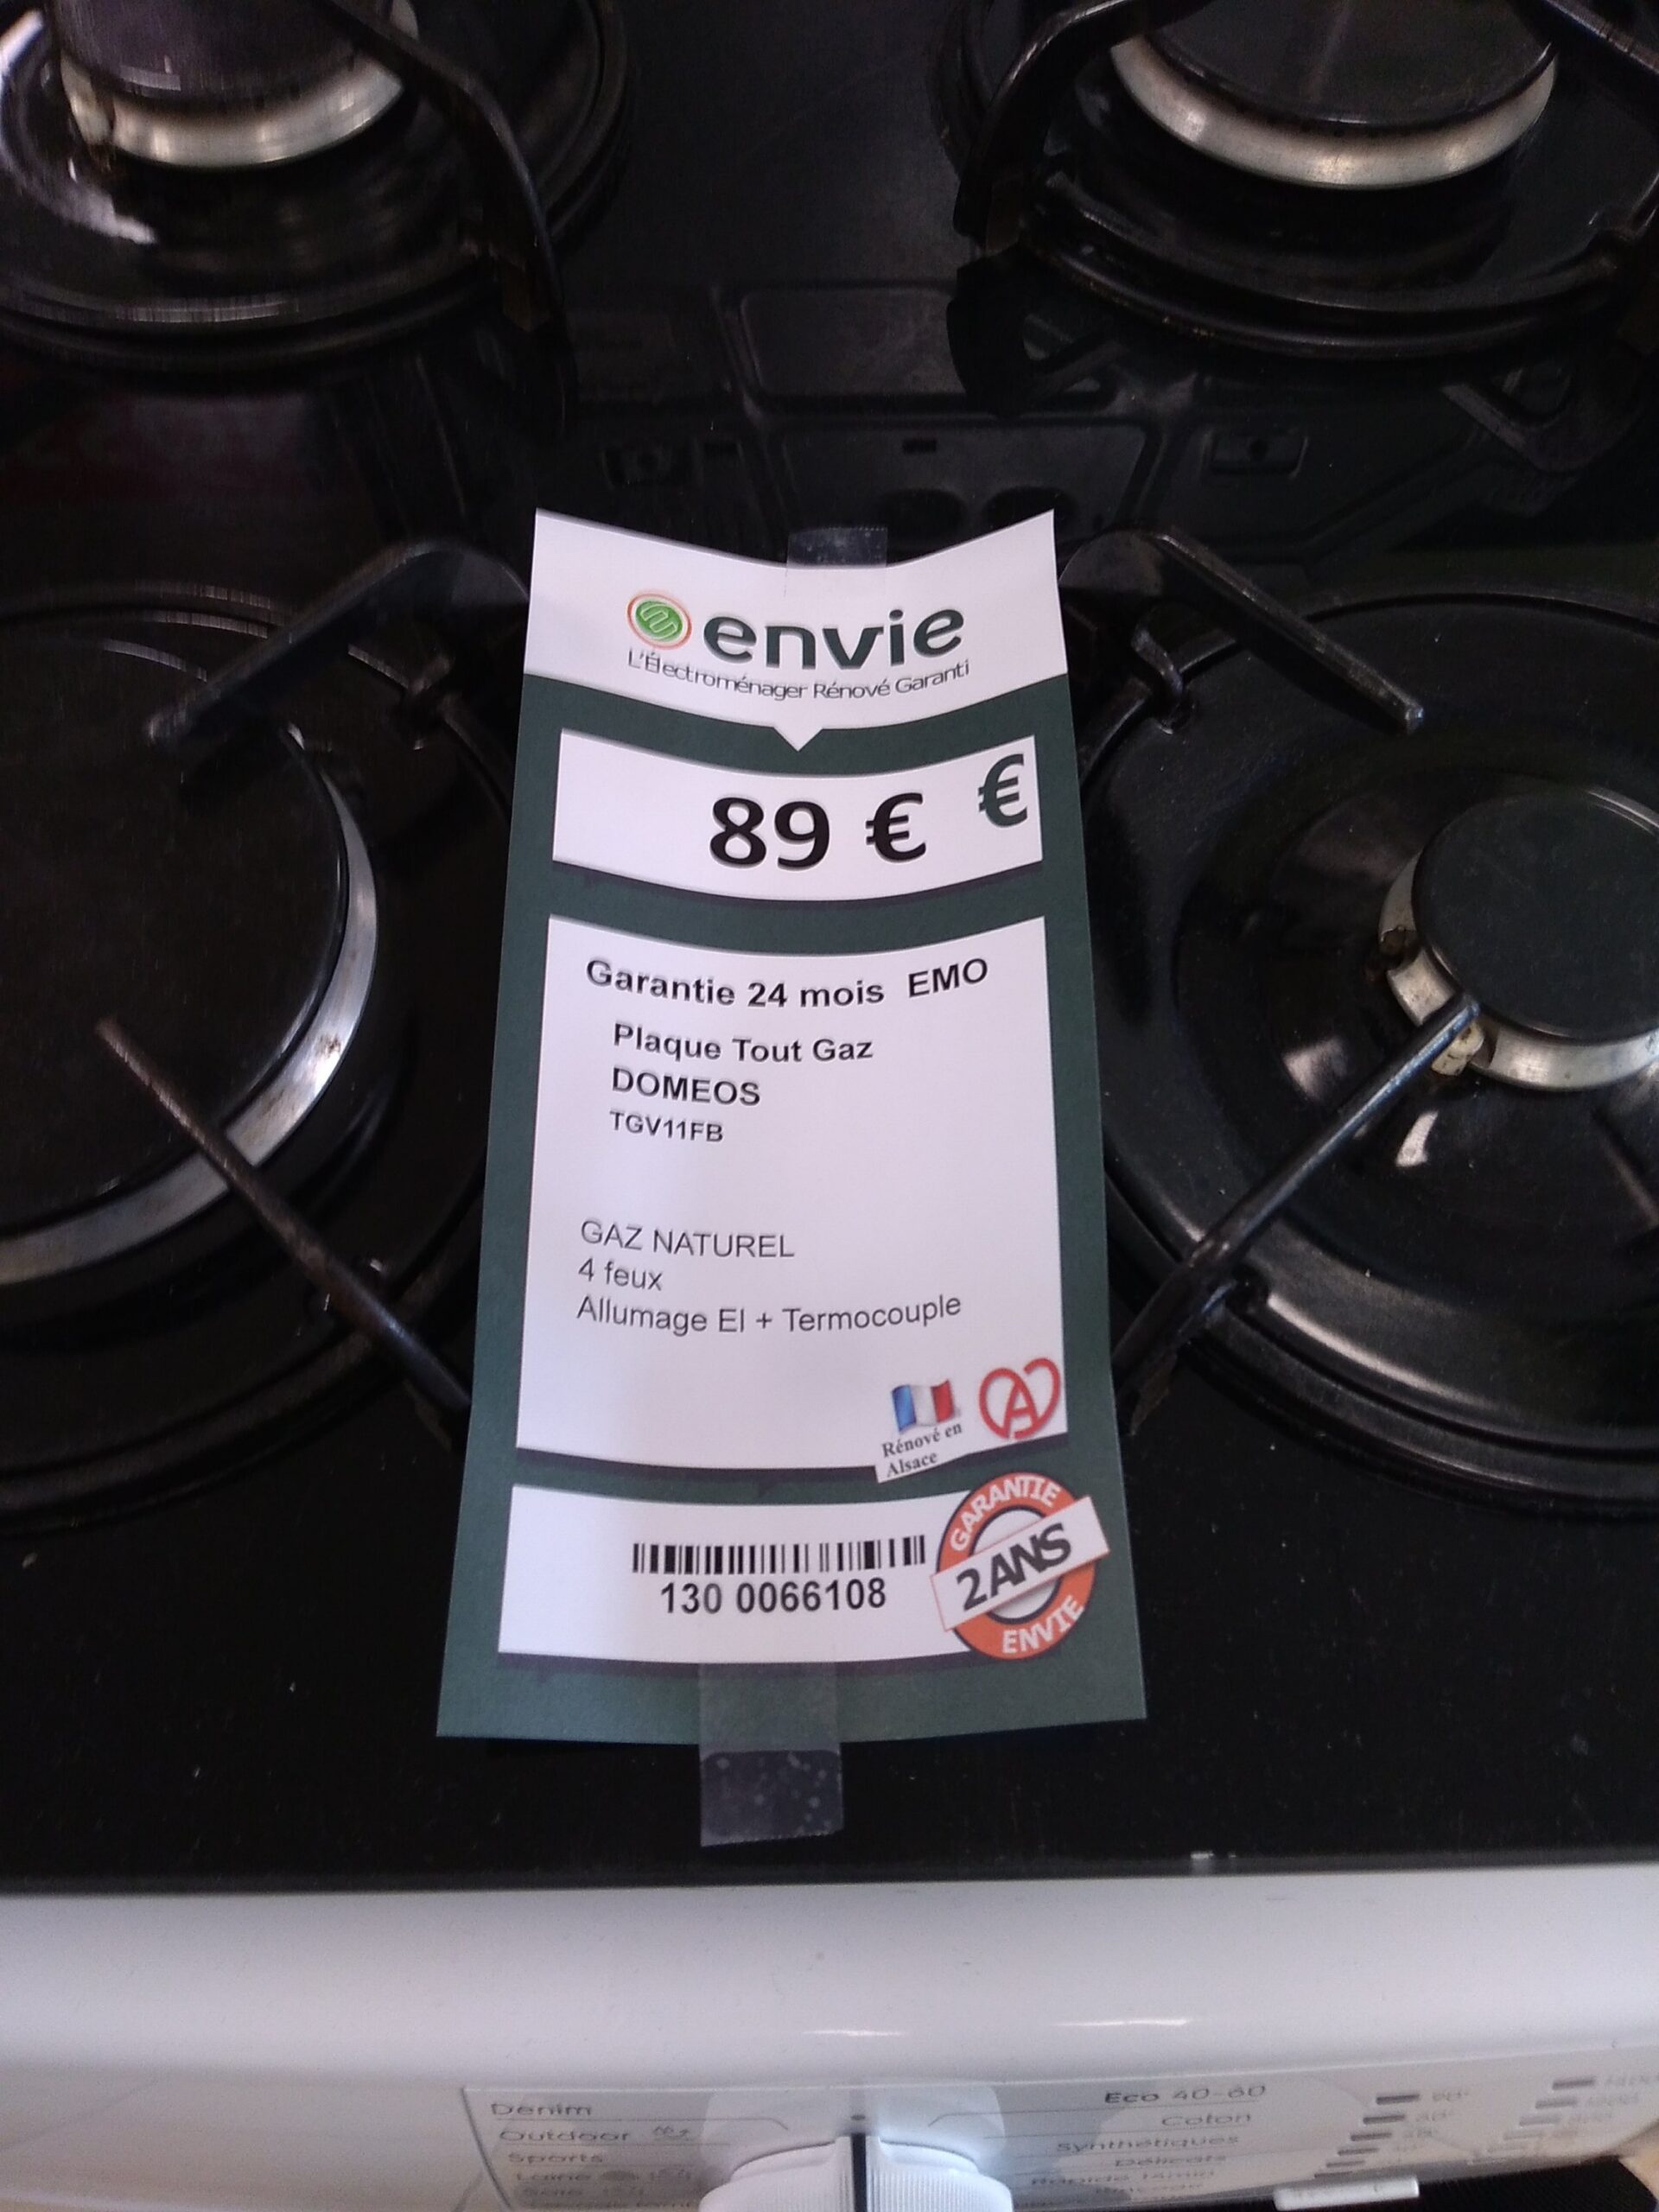 envie
L'Électroménager Rénové Garanti
89 € €
Garantie 24 mois EMO
Plaque Tout Gaz
DOMEOS
TGV11FB
GAZ NATUREL
4 feux
Allumage El + Termocouple
Rénové en
Alsace
GARANTIE
2 ANS
ENVIE
130 0066108
Denim
Outdoor
Sports
Laine
Eco 40-60
Coton
Synthétiques
Délicats